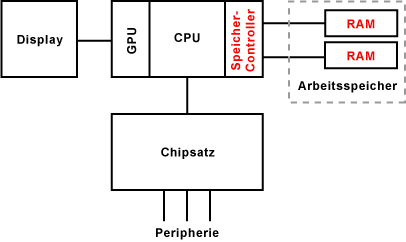 Display
GPU
CPU
Speicher-
Controller
RAM
RAM
Arbeitsspeicher
Chipsatz
Peripherie